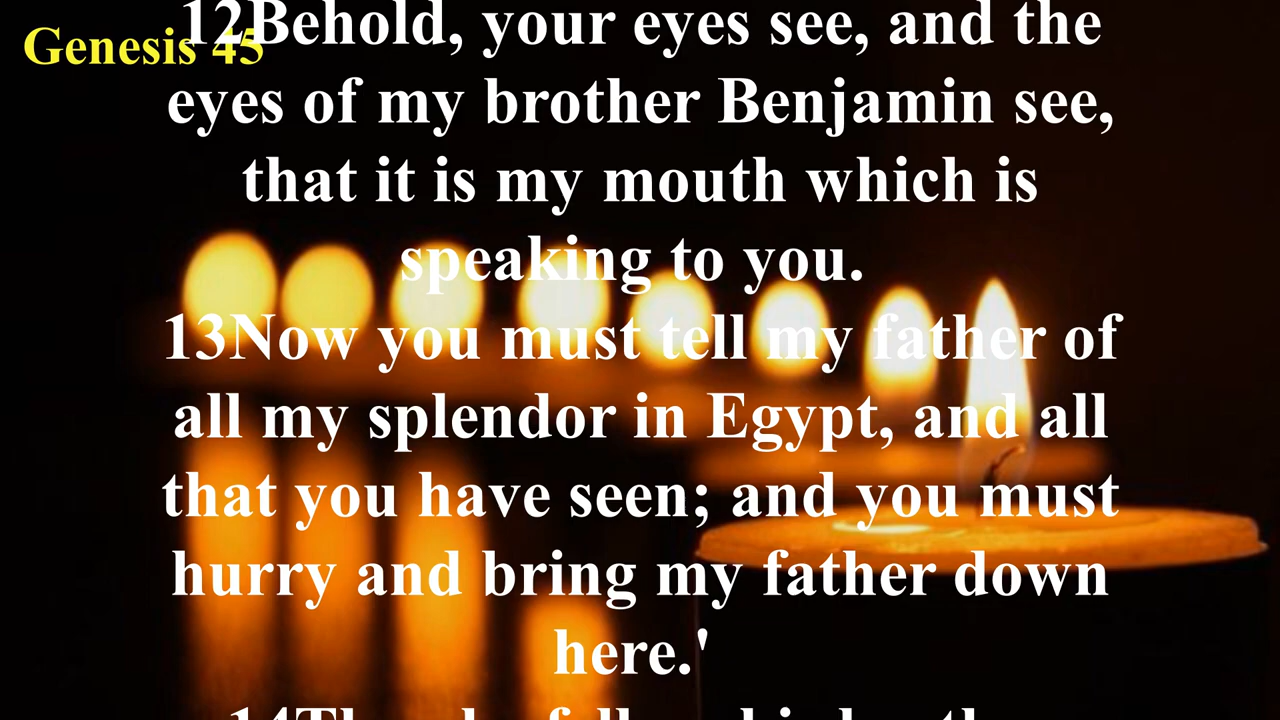 Genesis 45
12Behold, your eyes see, and the
eyes of my brother Benjamin see,
that it is my mouth which is
speaking to you.
13Now you must tell my father of
all my splendor in Egypt, and all
that you have seen; and you must
hurry and bring my father down
here.'